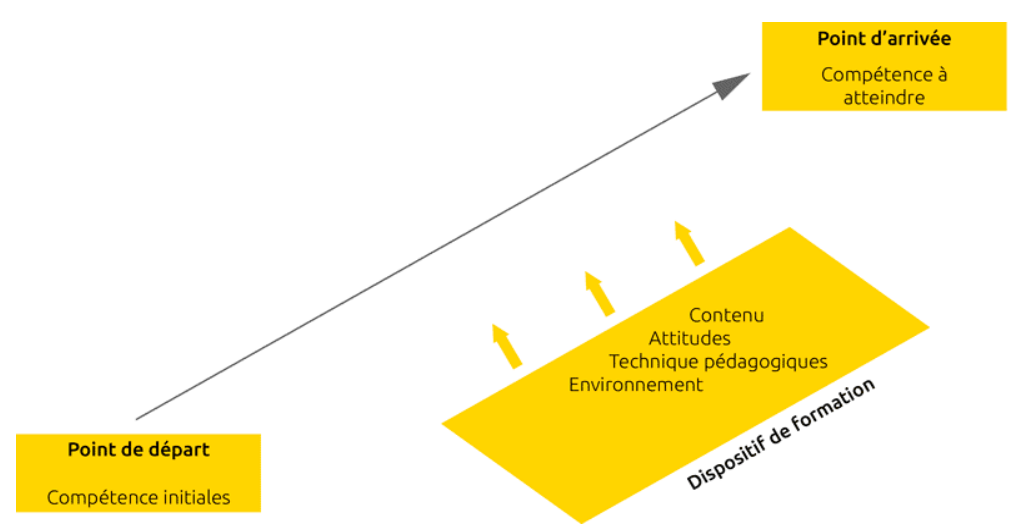 Point d'arrivée
Compétence à
atteindre
Contenu
Attitudes
Technique pédagogiques
Environnement
Dispositif de formation
Point de départ
Compétence initiales